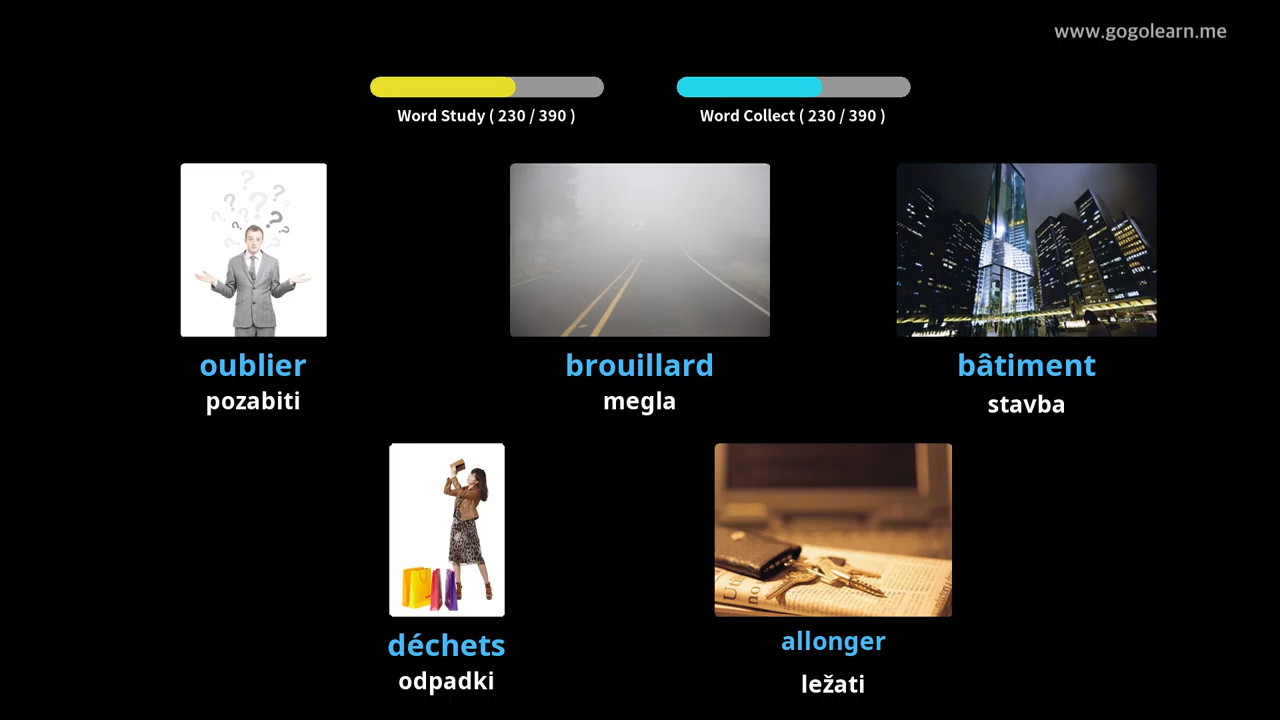 www.gogolearn.me
Word Study ( 230 / 390 )
Word Collect ( 230 / 390 )
oublier
pozabiti
brouillard
megla
bâtiment
stavba
déchets
odpadki
allonger
ležati